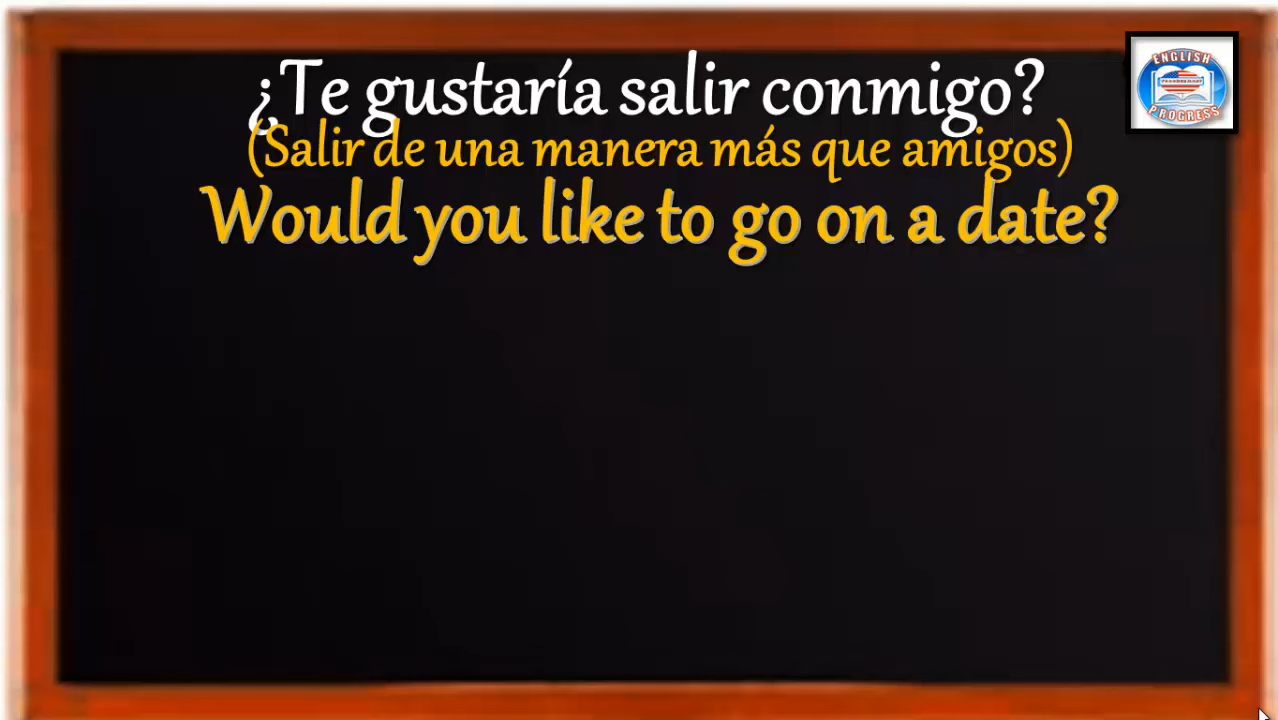 ¿Te gustaría salir conmigo?
(Salir de una manera más que amigos)
Would you like to go on a date?
ENGLISH
PROGRESS